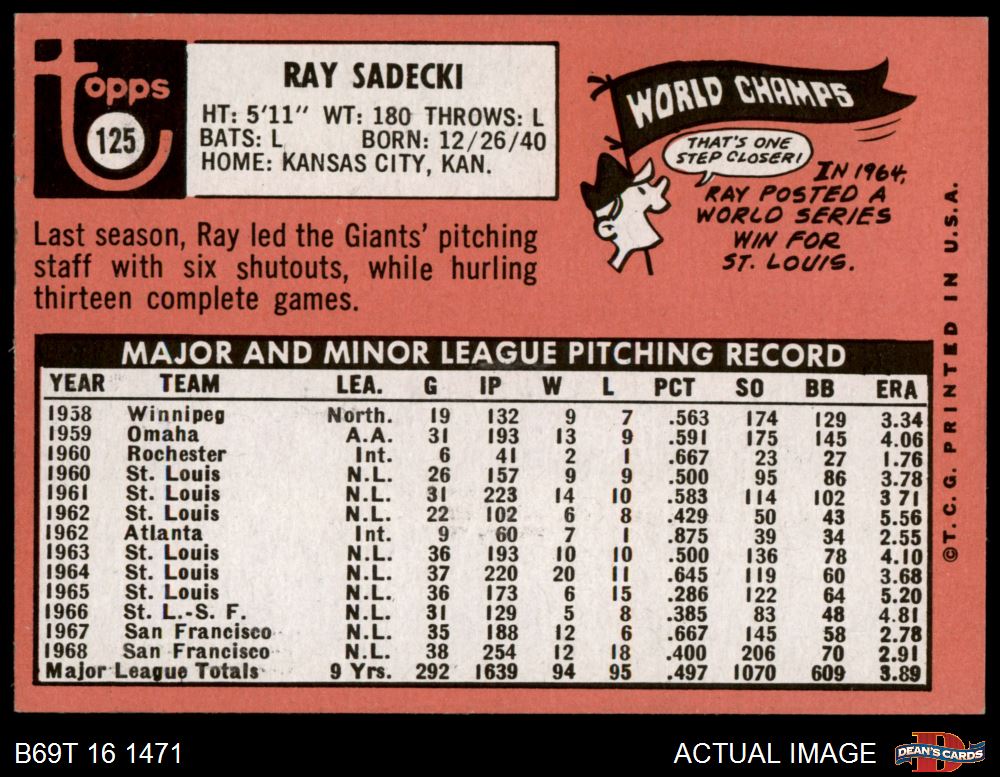 Topps
125
RAY SADECKI
HT: 5'11" WT: 180 THROWS: L
BATS: L BORN: 12/26/40
HOME: KANSAS CITY, KAN.
Last season, Ray led the Giants' pitching
staff with six shutouts, while hurling
thirteen complete games.
WORLD CHAMPS
THAT'S ONE
STEP CLOSER!
IN 1964,
RAY POSTED A
WORLD SERIES
WIN FOR
ST. LOUIS.
©T.C.G. PRINTED IN U.S.A.
MAJOR AND MINOR LEAGUE PITCHING RECORD
YEAR TEAM LEA. G IP W L PCT SO BB ERA
1958 Winnipeg North. 19 132 9 7 .563 174 129 3.34
1959 Omaha A.A. 31 193 13 9 .591 175 145 4.06
1960 Rochester Int. 6 41 2 1 .667 23 27 1.76
1960 St. Louis N.L. 26 157 9 9 .500 95 86 3.78
1961 St. Louis N.L. 31 223 14 10 .583 114 102 3 71
1962 St. Louis N.L. 22 102 6 8 .429 50 43 5.56
1962 Atlanta Int. 9 60 7 1 .875 39 34 2.55
1963 St. Louis N.L. 36 193 10 10 .500 136 78 4.10
1964 St. Louis N.L. 37 220 20 11 .645 119 60 3.68
1965 St. Louis N.L. 36 173 6 15 .286 122 64 5.20
1966 St. L.-S. F. N.L. 31 129 5 8 .385 83 48 4.81
1967 San Francisco N.L. 35 188 12 6 .667 145 58 2.78
1968 San Francisco N.L. 38 254 12 18 .400 206 70 2.91
Major League Totals 9 Yrs. 292 1639 94 95 .497 1070 609 3.89
B69T 16 1471
ACTUAL IMAGE
D
DEAN'S CARDS